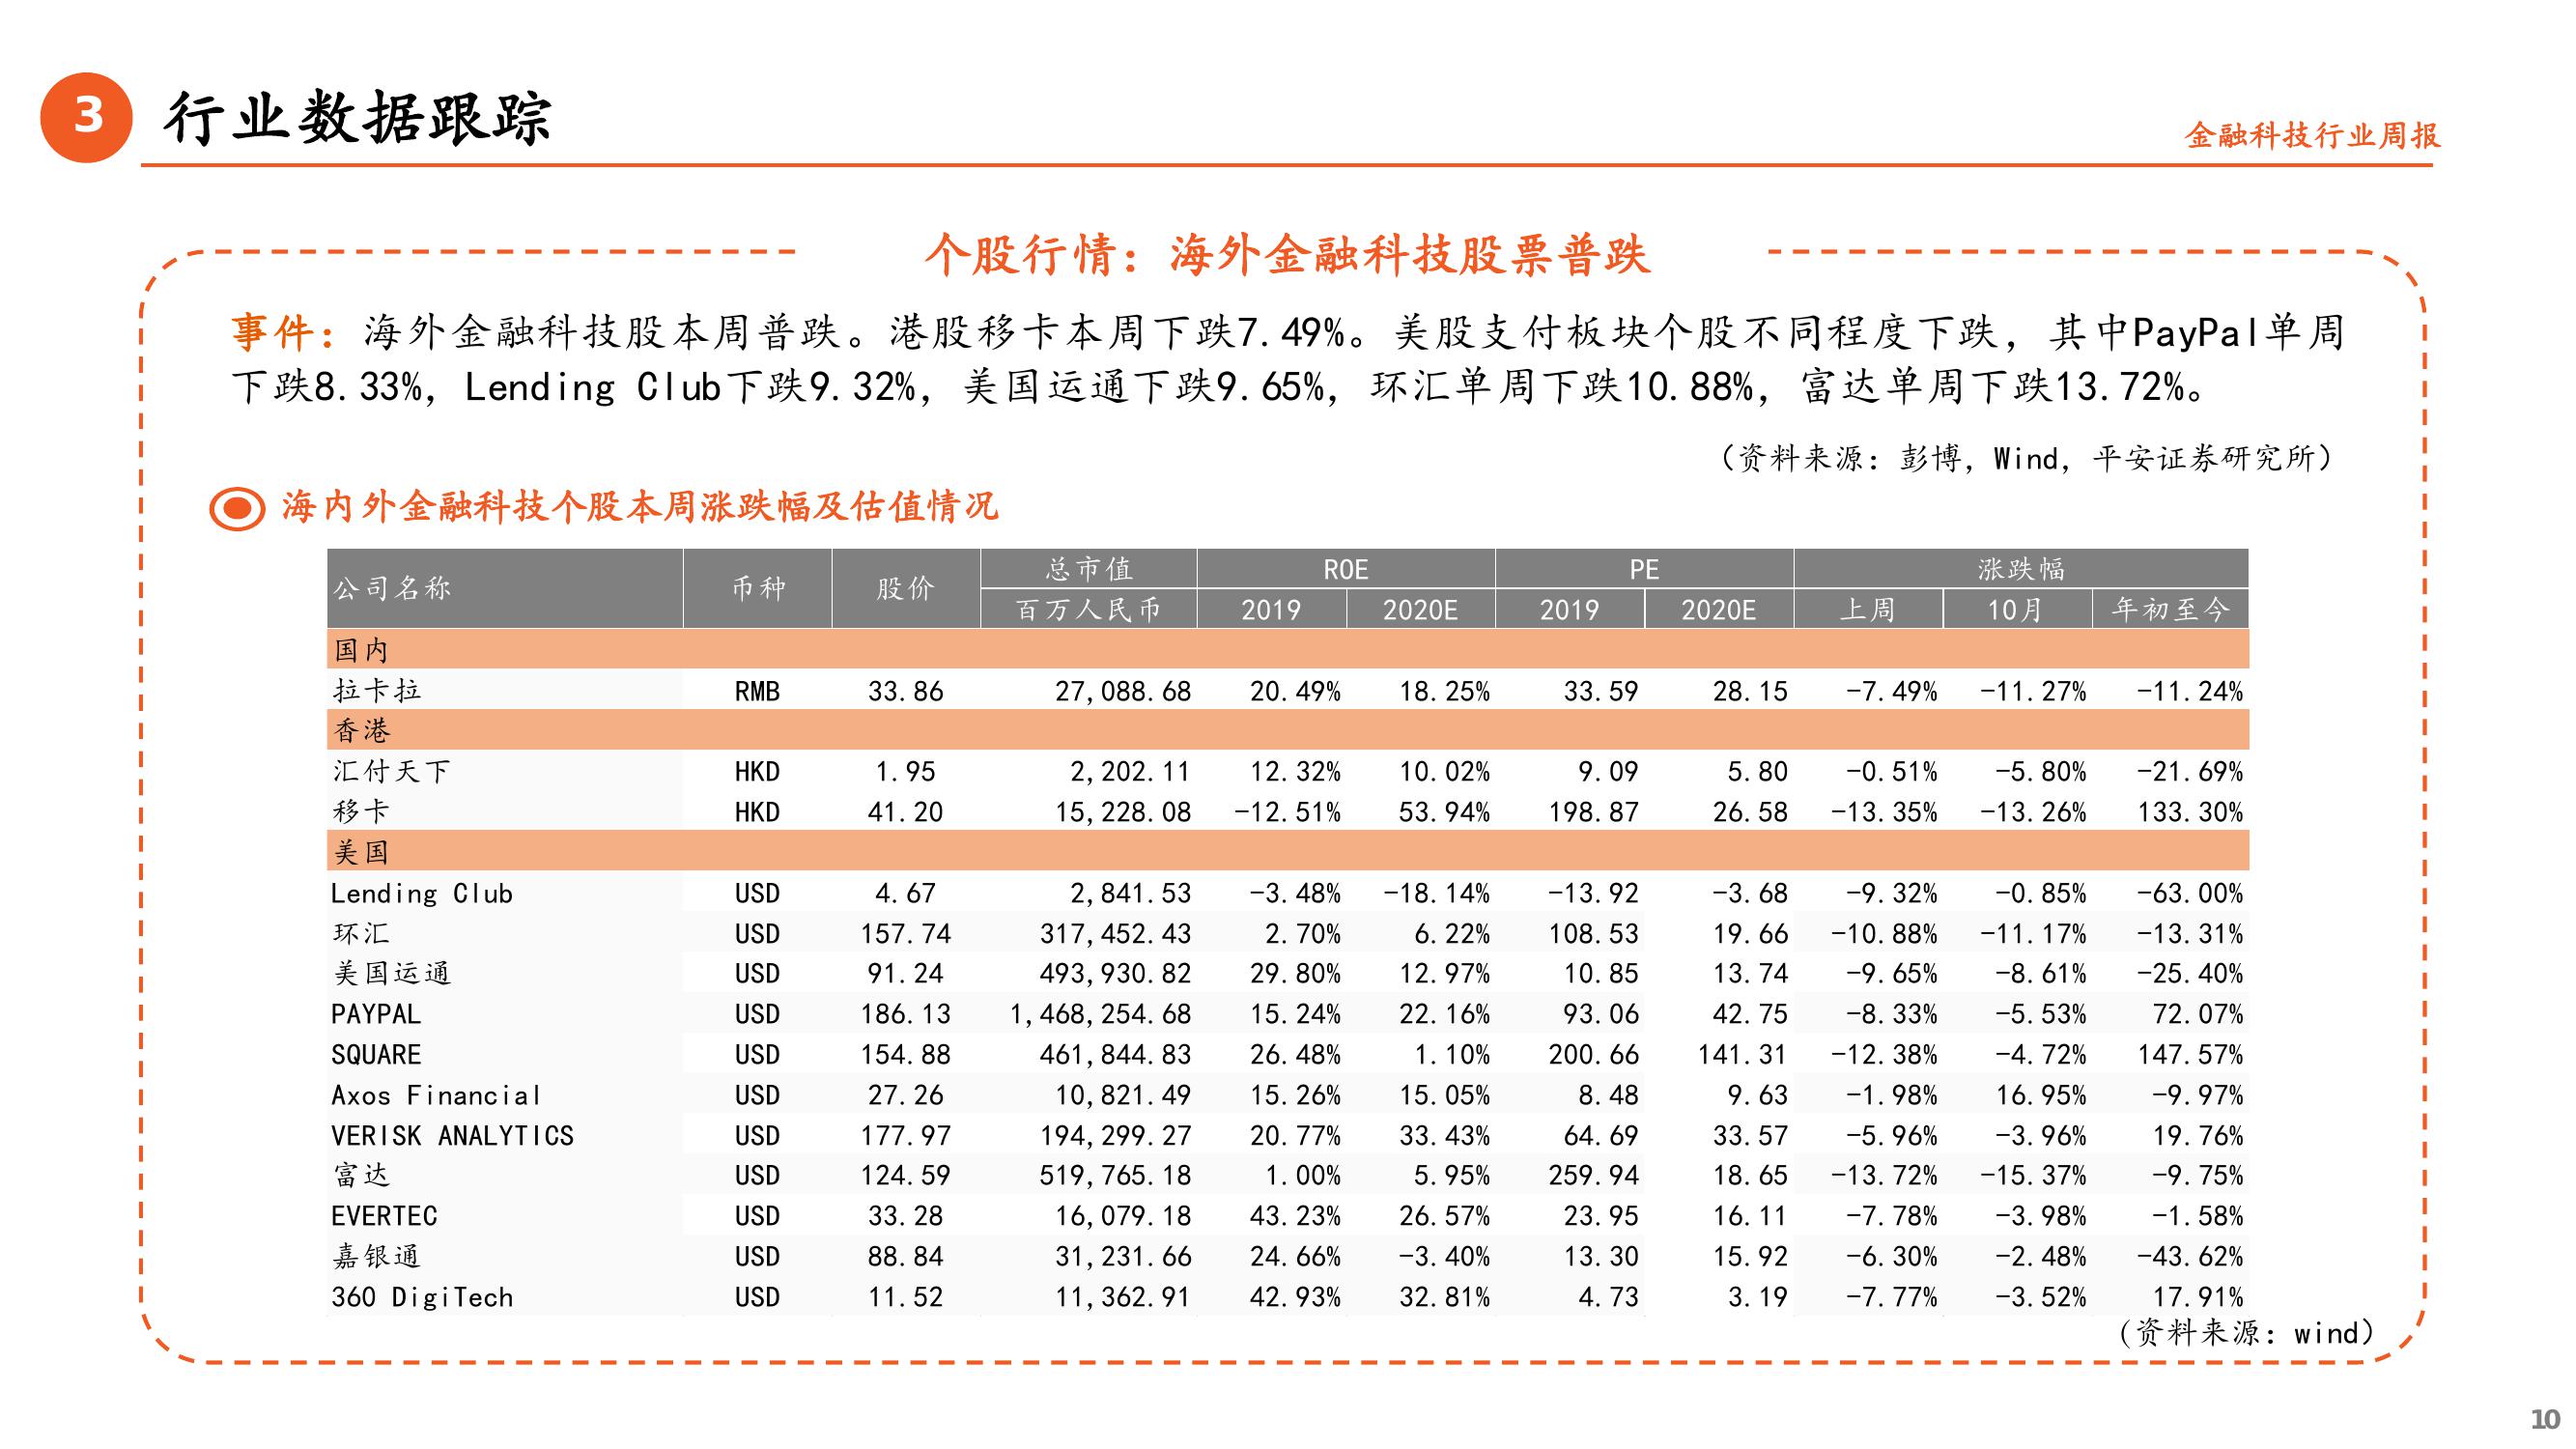 3 行业数据跟踪
金融科技行业周报
个股行情：海外金融科技股票普跌
事件：海外金融科技股本周普跌。港股移卡本周下跌7.49%。美股支付板块个股不同程度下跌，其中PayPal单周
下跌8.33%，Lending Club下跌9.32%，美国运通下跌9.65%，环汇单周下跌10.88%，富达单周下跌13.72%。
（资料来源：彭博，Wind，平安证券研究所）
海内外金融科技个股本周涨跌幅及估值情况
公司名称 币种 股价 总市值 ROE PE 涨跌幅
百万人民币 2019 2020E 2019 2020E 上周 10月 年初至今
国内
拉卡拉 RMB 33.86 27,088.68 20.49% 18.25% 33.59 28.15 -7.49% -11.27% -11.24%
香港
汇付天下 HKD 1.95 2,202.11 12.32% 10.02% 9.09 5.80 -0.51% -5.80% -21.69%
移卡 HKD 41.20 15,228.08 -12.51% 53.94% 198.87 26.58 -13.35% -13.26% 133.30%
美国
Lending Club USD 4.67 2,841.53 -3.48% -18.14% -13.92 -3.68 -9.32% -0.85% -63.00%
环汇 USD 157.74 317,452.43 2.70% 6.22% 108.53 19.66 -10.88% -11.17% -13.31%
美国运通 USD 91.24 493,930.82 29.80% 12.97% 10.85 13.74 -9.65% -8.61% -25.40%
PAYPAL USD 186.13 1,468,254.68 15.24% 22.16% 93.06 42.75 -8.33% -5.53% 72.07%
SQUARE USD 154.88 461,844.83 26.48% 1.10% 200.66 141.31 -12.38% -4.72% 147.57%
Axos Financial USD 27.26 10,821.49 15.26% 15.05% 8.48 9.63 -1.98% 16.95% -9.97%
VERISK ANALYTICS USD 177.97 194,299.27 20.77% 33.43% 64.69 33.57 -5.96% -3.96% 19.76%
富达 USD 124.59 519,765.18 1.00% 5.95% 259.94 18.65 -13.72% -15.37% -9.75%
EVERTEC USD 33.28 16,079.18 43.23% 26.57% 23.95 16.11 -7.78% -3.98% -1.58%
嘉银通 USD 88.84 31,231.66 24.66% -3.40% 13.30 15.92 -6.30% -2.48% -43.62%
360 DigiTech USD 11.52 11,362.91 42.93% 32.81% 4.73 3.19 -7.77% -3.52% 17.91%
（资料来源：wind）
10